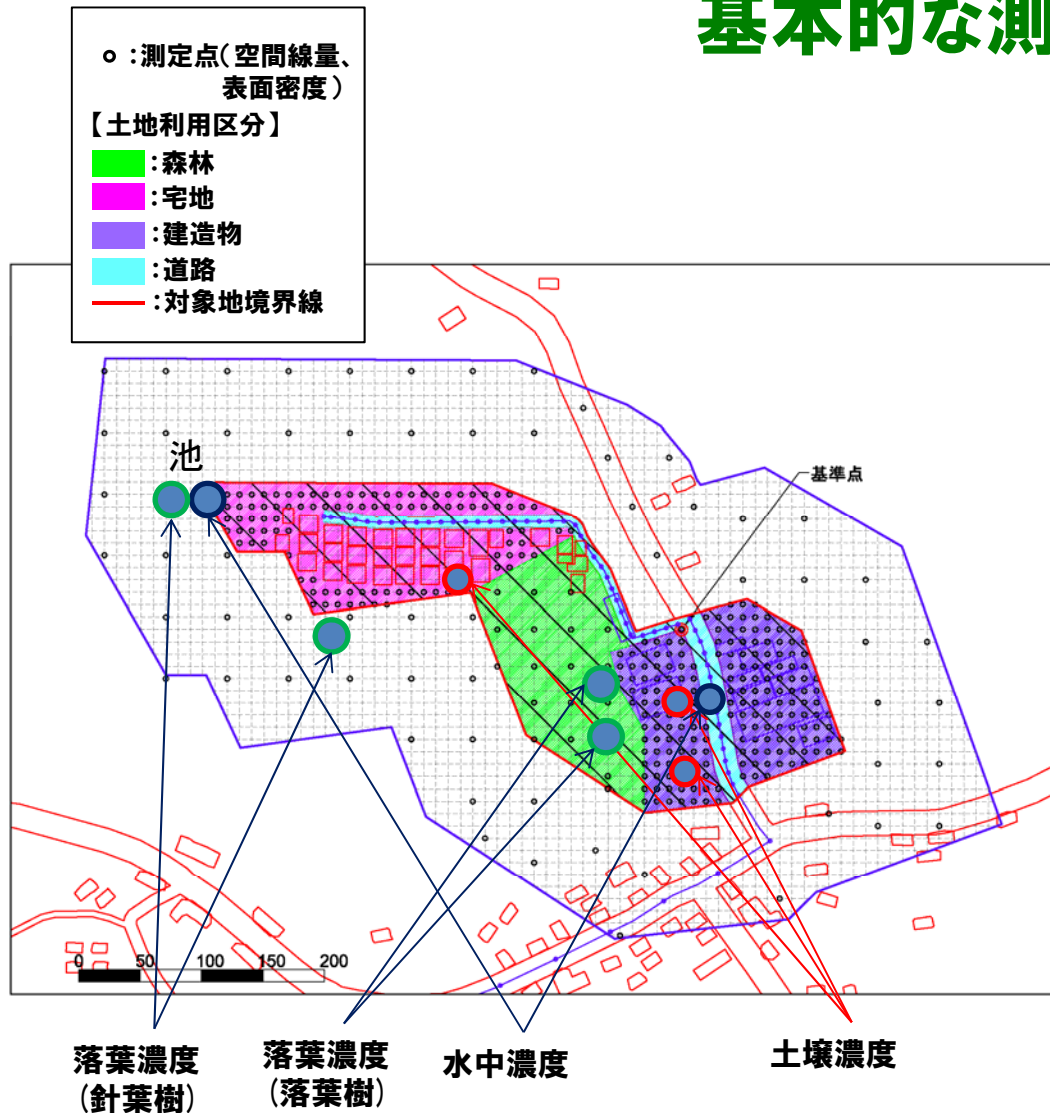 基本的な測
○:測定点(空間線量、
表面密度)
【土地利用区分】
:森林
:宅地
:建造物
:道路
:対象地境界線
池
基準点
0 50 100 150 200
落葉濃度
(針葉樹)
落葉濃度
(落葉樹)
水中濃度
土壌濃度